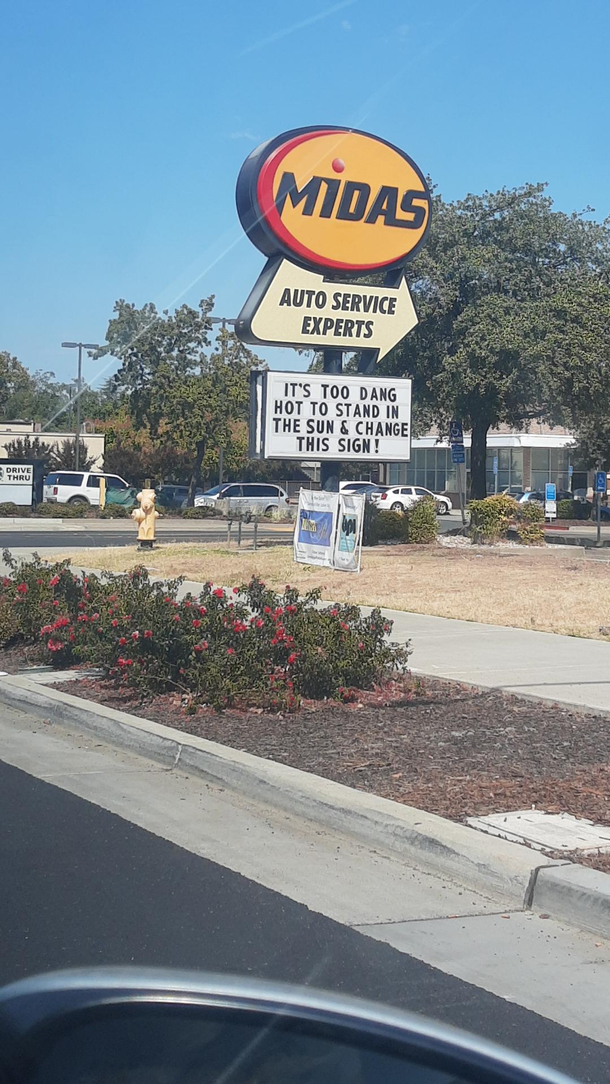 MIDAS
AUTO SERVICE
EXPERTS
IT'S TOO DANG
HOT TO STAND IN
THE SUN & CHANGE
THIS SIGN!
DRIVE
THRU